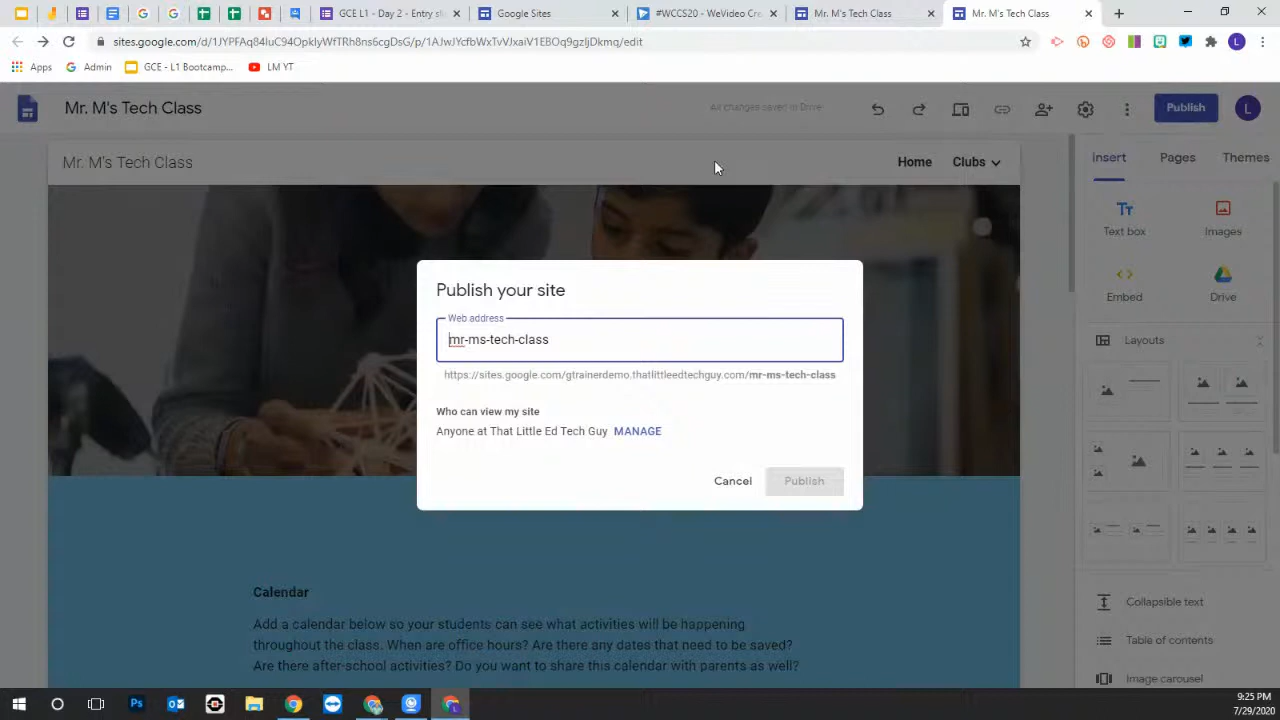 GCE L1 - Day 2 - Entry s
Google Sites
#WCCS20 - WeVideo Cre
Mr. M's Tech Class
Mr. M's Tech Class
sites.google.com/d/1JYPFAq84luC94OpklyWfTRh8ns6cgDsG/p/1AJwJYcfbWxTvVJxaiV1EBOq9gzIjDkmq/edit
Apps
Admin
GCE - L1 Bootcamp...
LM YT
Mr. M's Tech Class
All changes saved in Drive
Publish
L
Mr. M's Tech Class
Home
Clubs
Insert
Pages
Themes
Text box
Images
Embed
Drive
Layouts
Publish your site
Web address
mr-ms-tech-class
https://sites.google.com/gtrainerdemo.thatlittleedtechguy.com/mr-ms-tech-class
Who can view my site
Anyone at That Little Ed Tech Guy MANAGE
Cancel
Publish
Calendar
Add a calendar below so your students can see what activities will be happening
throughout the class. When are office hours? Are there any dates that need to be saved?
Are there after-school activities? Do you want to share this calendar with parents as well?
Collapsible text
Table of contents
Image carousel
9:25 PM
7/29/2020